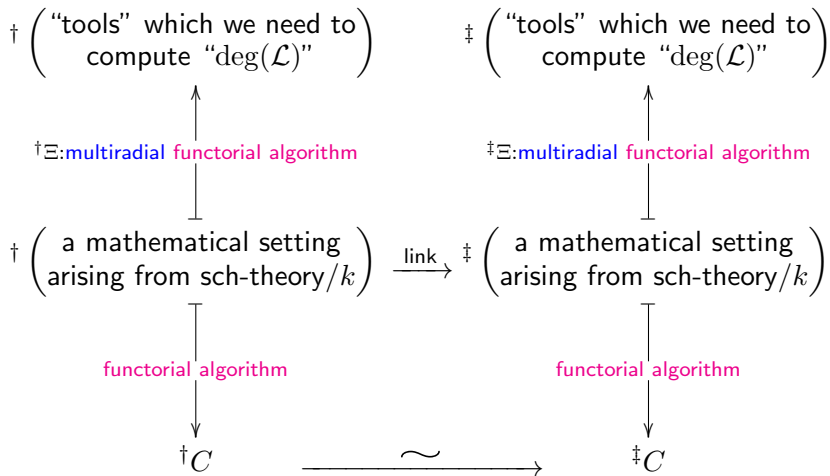 † ( “tools” which we need to ‡ ( “tools” which we need to
compute “deg(𝓛)” ) compute “deg(𝓛)” )
†Ξ:multiradial functorial algorithm ‡Ξ:multiradial functorial algorithm
† ( a mathematical setting link ‡ ( a mathematical setting
arising from sch-theory/k ) arising from sch-theory/k )
functorial algorithm functorial algorithm
†C ∼ ‡C